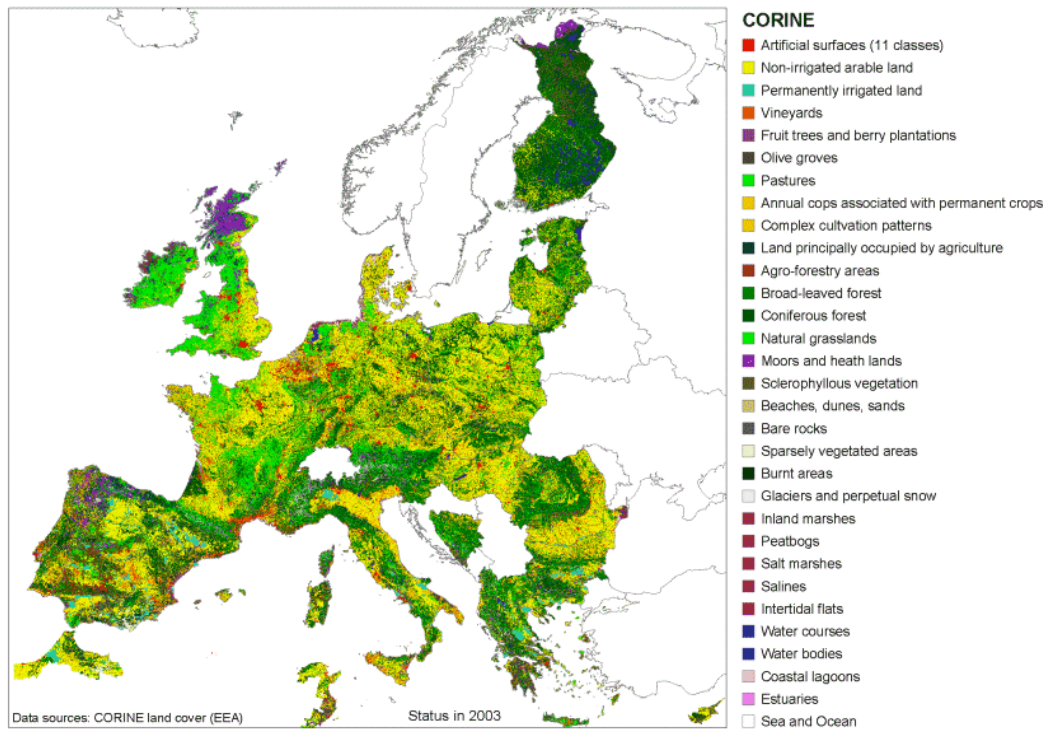 CORINE
Artificial surfaces (11 classes)
Non-irrigated arable land
Permanently irrigated land
Vineyards
Fruit trees and berry plantations
Olive groves
Pastures
Annual cops associated with permanent crops
Complex cultivation patterns
Land principally occupied by agriculture
Agro-forestry areas
Broad-leaved forest
Coniferous forest
Natural grasslands
Moors and heath lands
Sclerophyllous vegetation
Beaches, dunes, sands
Bare rocks
Sparsely vegetated areas
Burnt areas
Glaciers and perpetual snow
Inland marshes
Peatbogs
Salt marshes
Salines
Intertidal flats
Water courses
Water bodies
Coastal lagoons
Estuaries
Sea and Ocean
Data sources: CORINE land cover (EEA)
Status in 2003